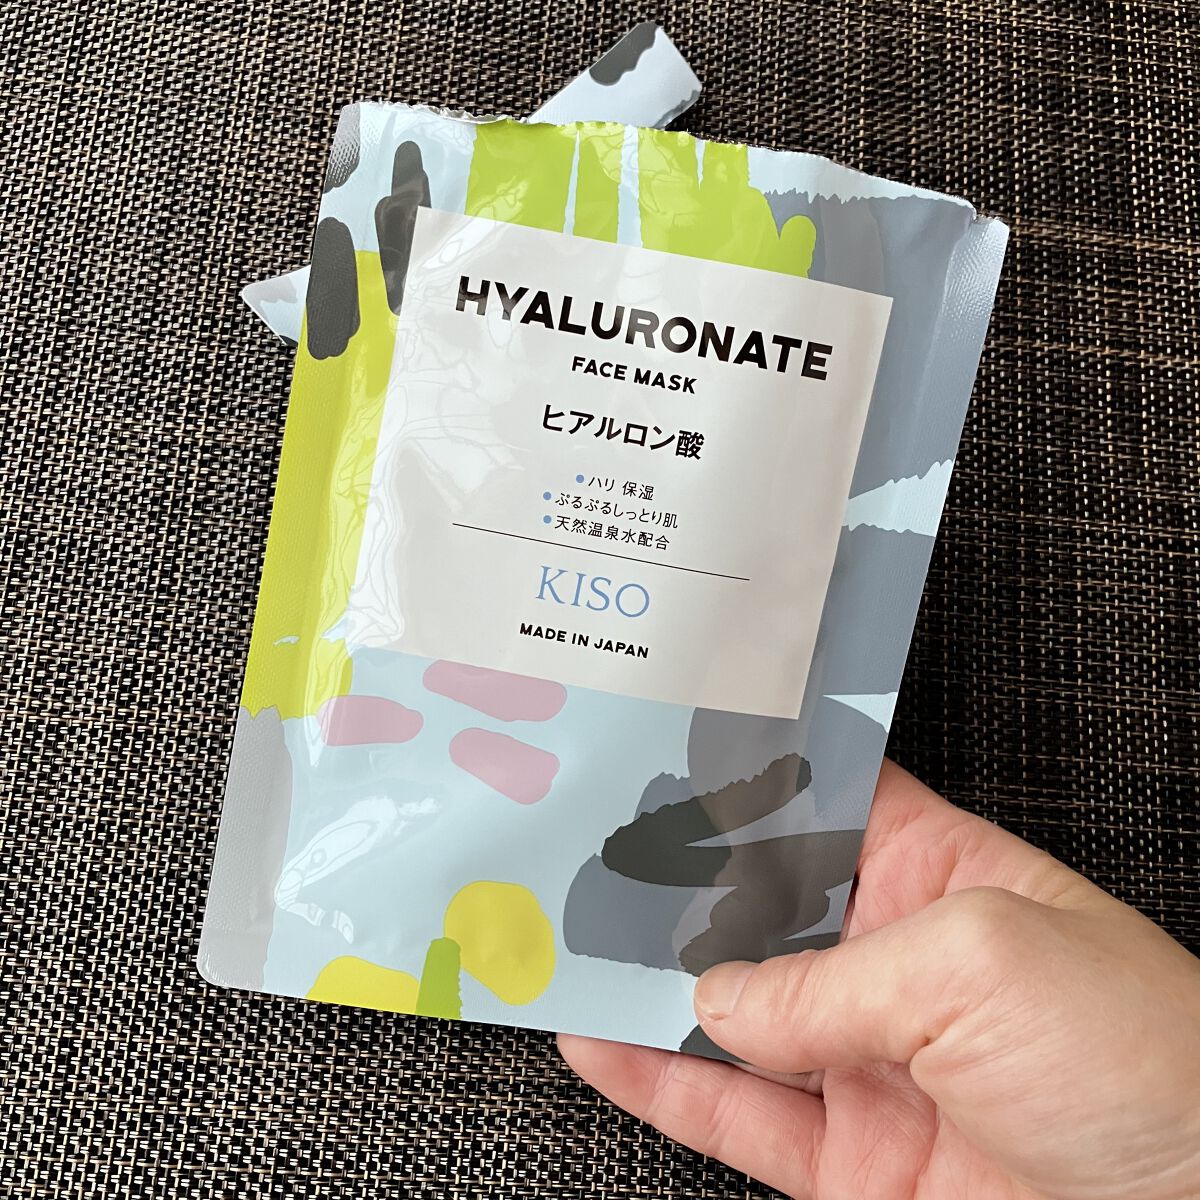 HYALURONATE
FACE MASK
ヒアルロン酸
●ハリ 保湿
●ぷるぷるしっとり肌
●天然温泉水配合
KISO
MADE IN JAPAN